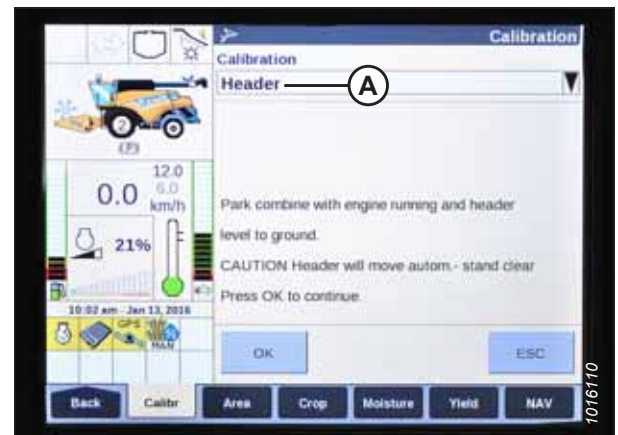 Calibration
Calibration
Header
A
(P)
2
12.0
6.0
0.0 km/h
21%
Park combine with engine running and header
level to ground.
CAUTION Header will move autom.- stand clear
Press OK to continue
10:02 am - Jan 13, 2016
GPS
MAN
OK
ESC
Back
Calibr
Area
Crop
Moisture
Yield
NAV
1016110